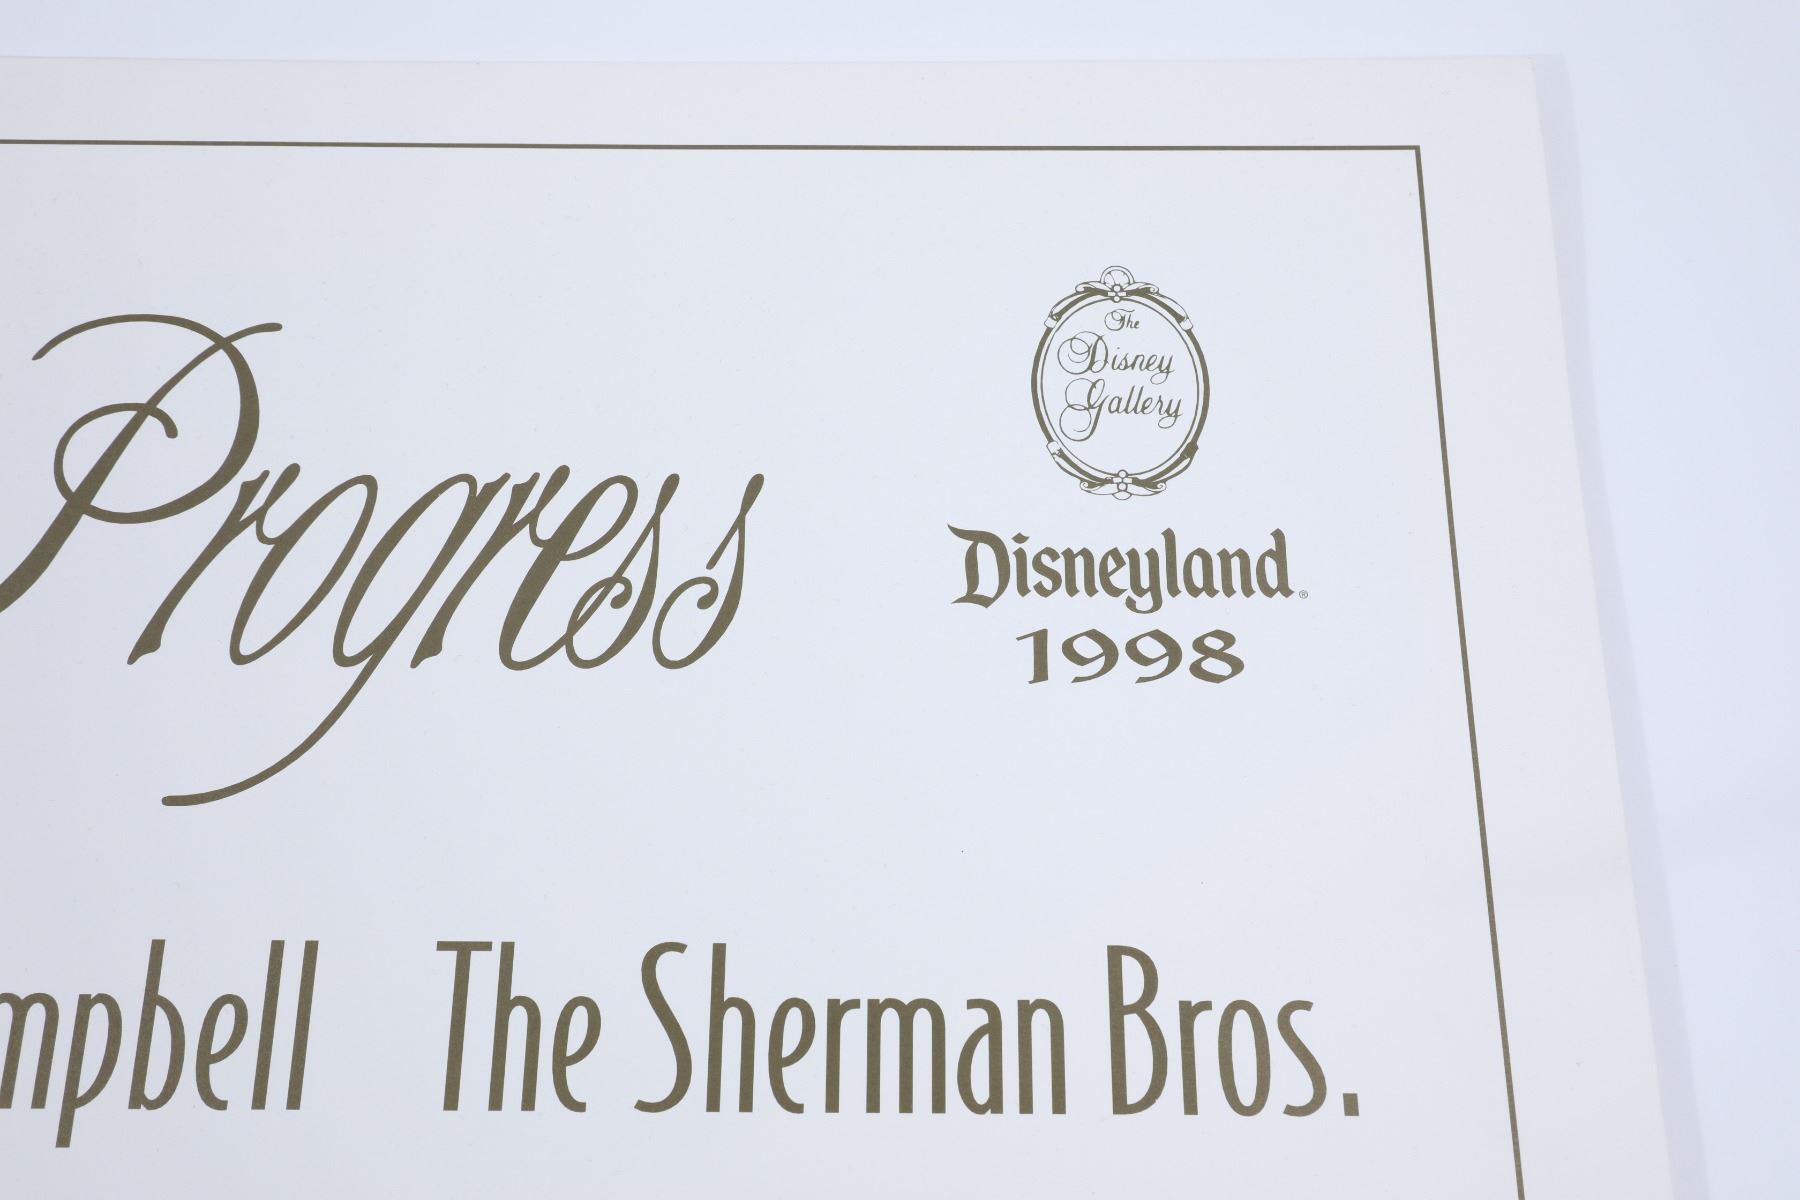 The
Disney
Gallery
Progress
Disneyland®
1998
mpbell The Sherman Bros.